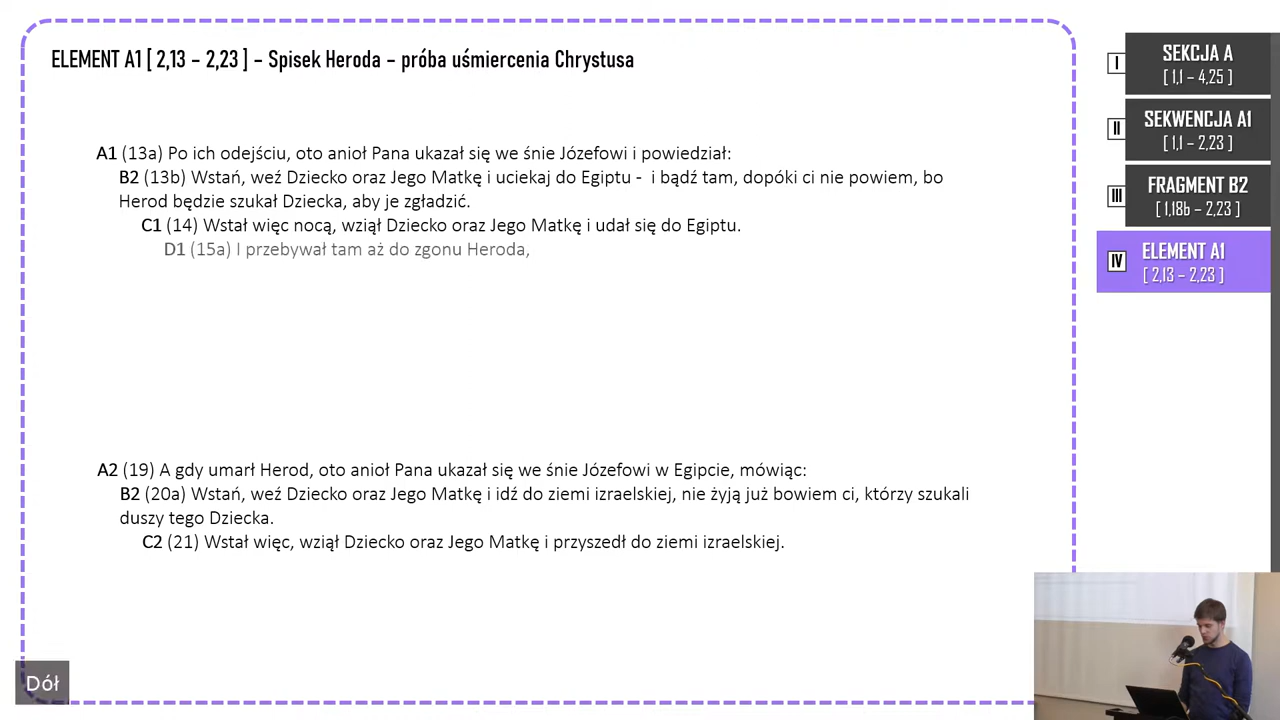 ELEMENT A1 [ 2,13 – 2,23 ] – Spisek Heroda – próba uśmiercenia Chrystusa
A1 (13a) Po ich odejściu, oto anioł Pana ukazał się we śnie Józefowi i powiedział:
B2 (13b) Wstań, weź Dziecko oraz Jego Matkę i uciekaj do Egiptu - i bądź tam, dopóki ci nie powiem, bo
Herod będzie szukał Dziecka, aby je zgładzić.
C1 (14) Wstał więc nocą, wziął Dziecko oraz Jego Matkę i udał się do Egiptu.
D1 (15a) I przebywał tam aż do zgonu Heroda,
A2 (19) A gdy umarł Herod, oto anioł Pana ukazał się we śnie Józefowi w Egipcie, mówiąc:
B2 (20a) Wstań, weź Dziecko oraz Jego Matkę i idź do ziemi izraelskiej, nie żyją już bowiem ci, którzy szukali
duszy tego Dziecka.
C2 (21) Wstał więc, wziął Dziecko oraz Jego Matkę i przyszedł do ziemi izraelskiej.
Dół
I
SEKCJA A
[ 1,1 – 4,25 ]
II
SEKWENCJA A1
[ 1,1 – 2,23 ]
III
FRAGMENT B2
[ 1,18b – 2,23 ]
IV
ELEMENT A1
[ 2,13 – 2,23 ]